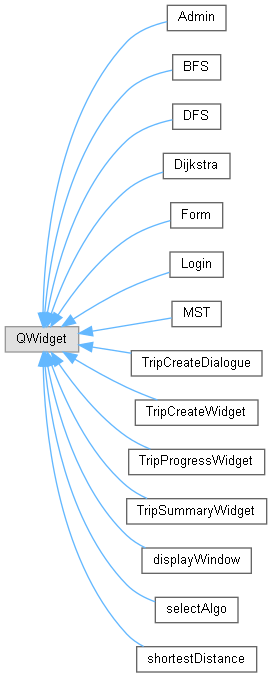 Admin
BFS
DFS
Dijkstra
Form
Login
MST
QWidget
TripCreateDialogue
TripCreateWidget
TripProgressWidget
TripSummaryWidget
displayWindow
selectAlgo
shortestDistance